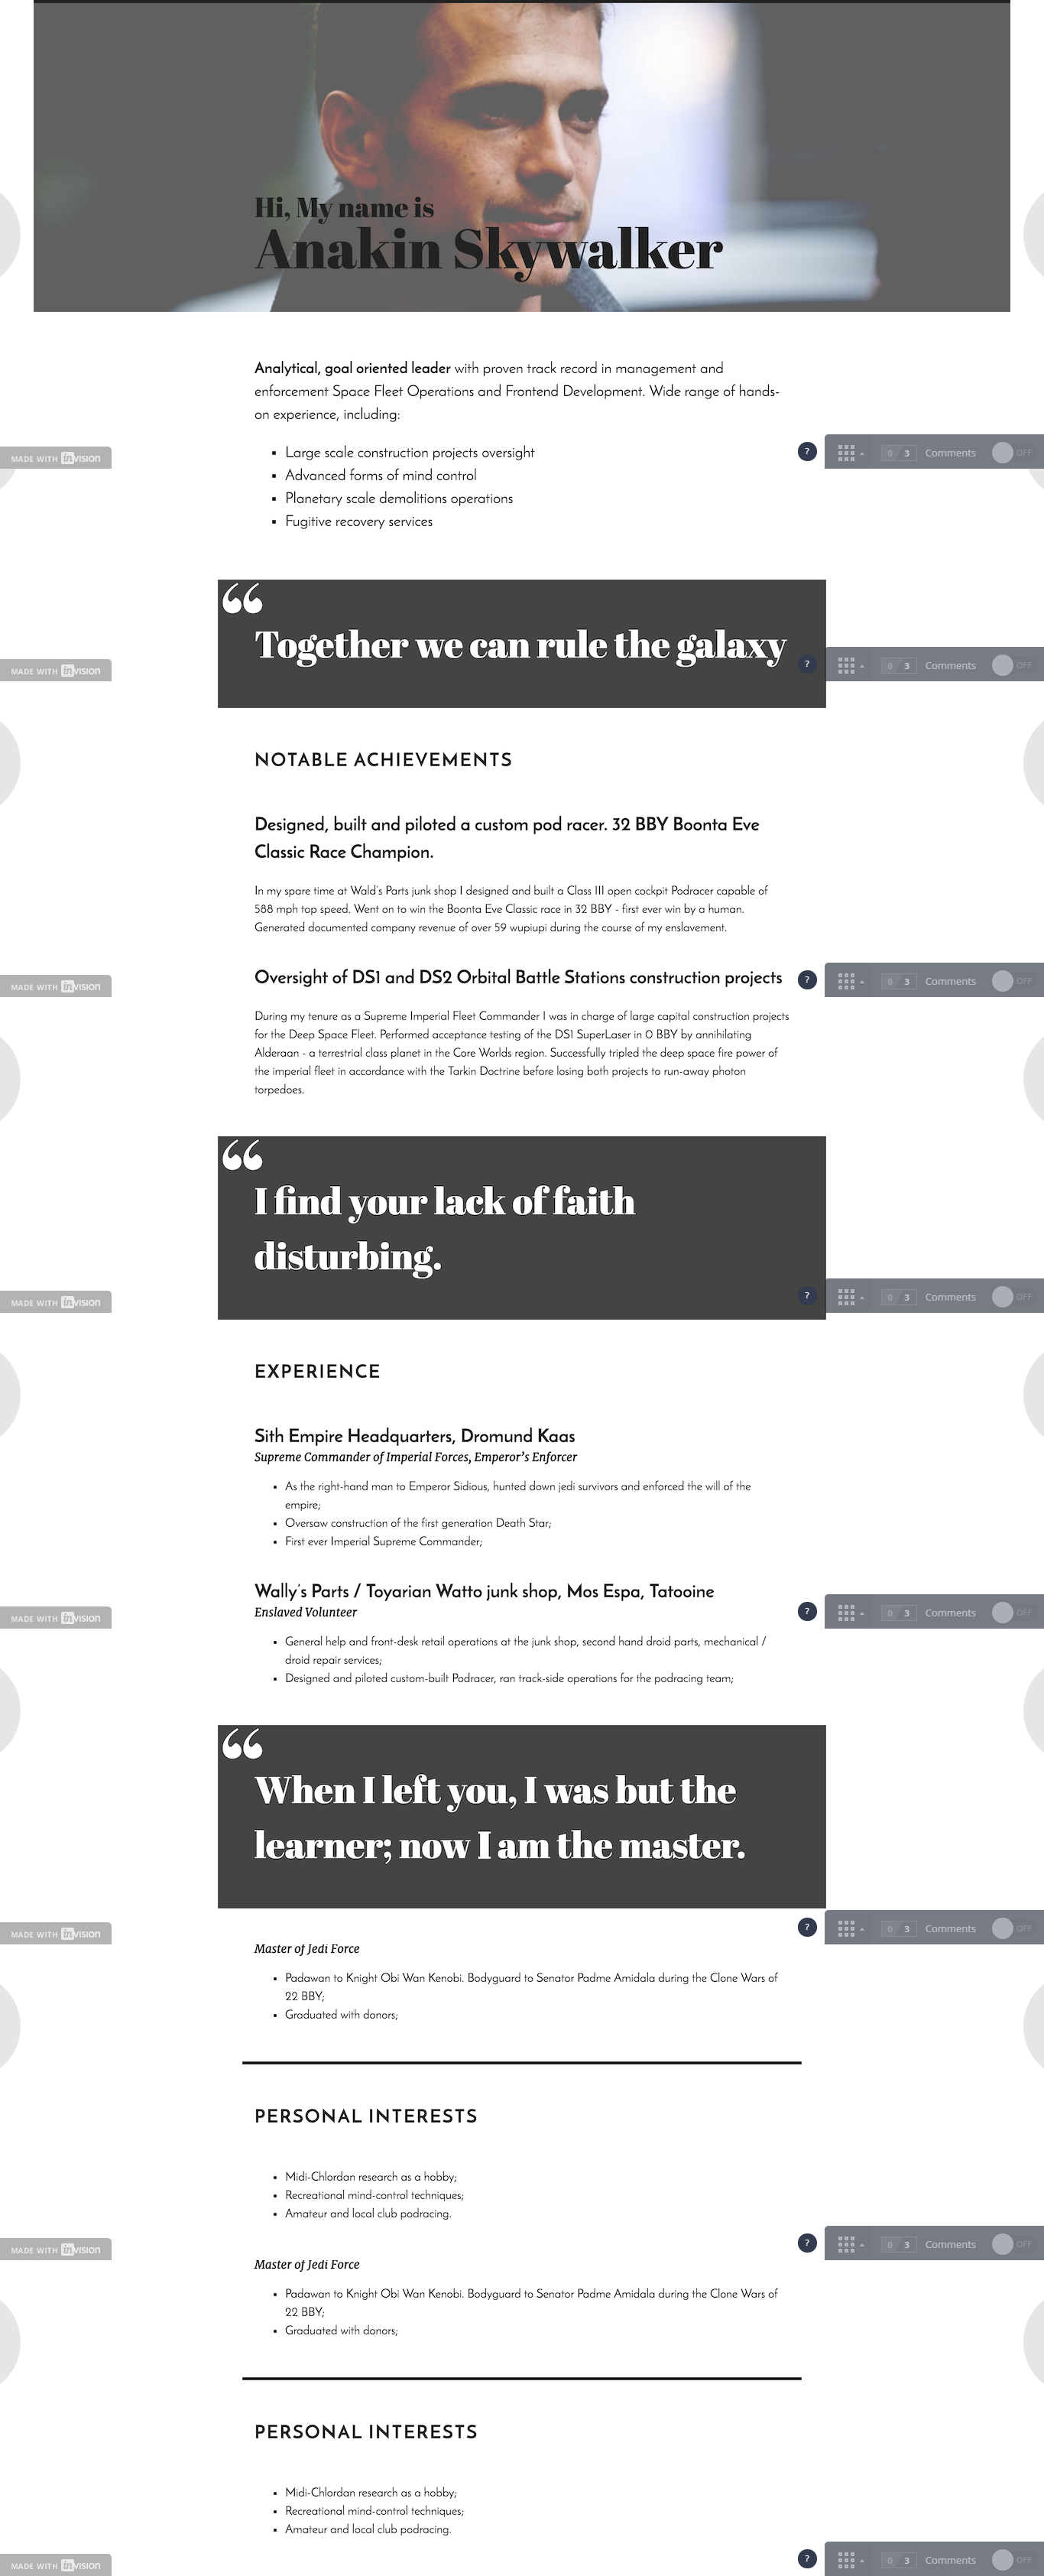 Hi, My name is
Anakin Skywalker
Analytical, goal oriented leader with proven track record in management and
enforcement Space Fleet Operations and Frontend Development. Wide range of hands-
on experience, including:
▪ Large scale construction projects oversight
MADE WITH invision
? 0 3 Comments OFF
▪ Advanced forms of mind control
▪ Planetary scale demolitions operations
▪ Fugitive recovery services
“
Together we can rule the galaxy
MADE WITH invision
? 0 3 Comments OFF
NOTABLE ACHIEVEMENTS
Designed, built and piloted a custom pod racer. 32 BBY Boonta Eve
Classic Race Champion.
In my spare time at Wald's Parts junk shop I designed and built a Class III open cockpit Podracer capable of
588 mph top speed. Went on to win the Boonta Eve Classic race in 32 BBY - first ever win by a human.
Generated documented company revenue of over 59 wupiupi during the course of my enslavement.
Oversight of DS1 and DS2 Orbital Battle Stations construction projects
MADE WITH invision
? 0 3 Comments OFF
During my tenure as a Supreme Imperial Fleet Commander I was in charge of large capital construction projects
for the Deep Space Fleet. Performed acceptance testing of the DS1 SuperLaser in 0 BBY by annihilating
Alderaan - a terrestrial class planet in the Core Worlds region. Successfully tripled the deep space fire power of
the imperial fleet in accordance with the Tarkin Doctrine before losing both projects to run-away photon
torpedoes.
“
I find your lack of faith
disturbing.
MADE WITH invision
? 0 3 Comments OFF
EXPERIENCE
Sith Empire Headquarters, Dromund Kaas
Supreme Commander of Imperial Forces, Emperor's Enforcer
▪ As the right-hand man to Emperor Sidious, hunted down jedi survivors and enforced the will of the
empire;
▪ Oversaw construction of the first generation Death Star;
▪ First ever Imperial Supreme Commander;
Wally's Parts / Toyarian Watto junk shop, Mos Espa, Tatooine
Enslaved Volunteer
MADE WITH invision
? 0 3 Comments OFF
▪ General help and front-desk retail operations at the junk shop, second hand droid parts, mechanical /
droid repair services;
▪ Designed and piloted custom-built Podracer, ran track-side operations for the podracing team;
“
When I left you, I was but the
learner; now I am the master.
MADE WITH invision
? 0 3 Comments OFF
Master of Jedi Force
▪ Padawan to Knight Obi Wan Kenobi. Bodyguard to Senator Padme Amidala during the Clone Wars of
22 BBY;
▪ Graduated with donors;
PERSONAL INTERESTS
▪ Midi-Chlordan research as a hobby;
▪ Recreational mind-control techniques;
▪ Amateur and local club podracing.
MADE WITH invision
? 0 3 Comments OFF
Master of Jedi Force
▪ Padawan to Knight Obi Wan Kenobi. Bodyguard to Senator Padme Amidala during the Clone Wars of
22 BBY;
▪ Graduated with donors;
PERSONAL INTERESTS
▪ Midi-Chlordan research as a hobby;
▪ Recreational mind-control techniques;
▪ Amateur and local club podracing.
MADE WITH invision
? 0 3 Comments OFF